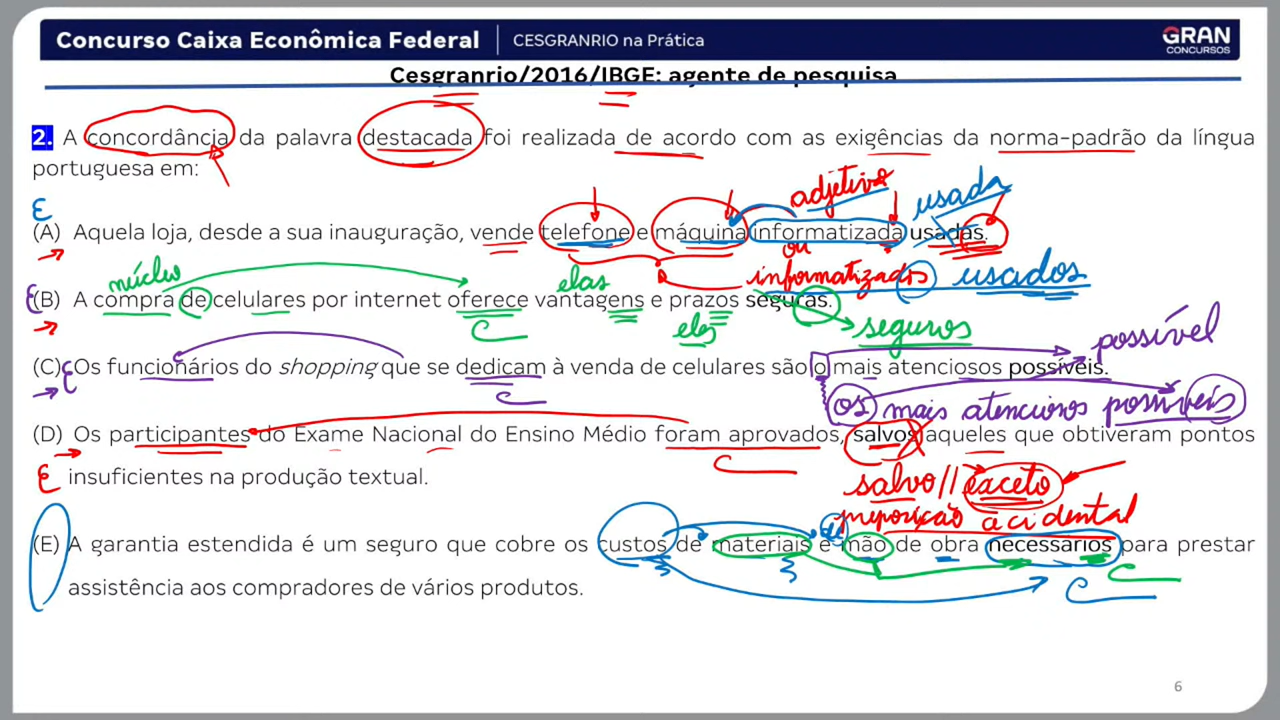 Concurso Caixa Econômica Federal | CESGRANRIO na Prática
GRAN
CONCURSOS
Cesgranrio/2016/IBGE: agente de pesquisa
2. A concordância da palavra destacada foi realizada de acordo com as exigências da norma-padrão da língua
portuguesa em:
adjetivo usada
E
(A) Aquela loja, desde a sua inauguração, vende telefone e máquina informatizada usadas.
ou
núcleo elas informatizados usados
E (B) A compra de celulares por internet oferece vantagens e prazos seguras.
C eles seguros
possível
(C) E Os funcionários do shopping que se dedicam à venda de celulares são o mais atenciosos possíveis.
C os mais atenciosos possíveis
(D) Os participantes do Exame Nacional do Ensino Médio foram aprovados, salvos aqueles que obtiveram pontos
E insuficientes na produção textual.
C salvo // exceto
preposição acidental
de
(E) A garantia estendida é um seguro que cobre os custos de materiais e mão de obra necessários para prestar
C
assistência aos compradores de vários produtos.
C
6